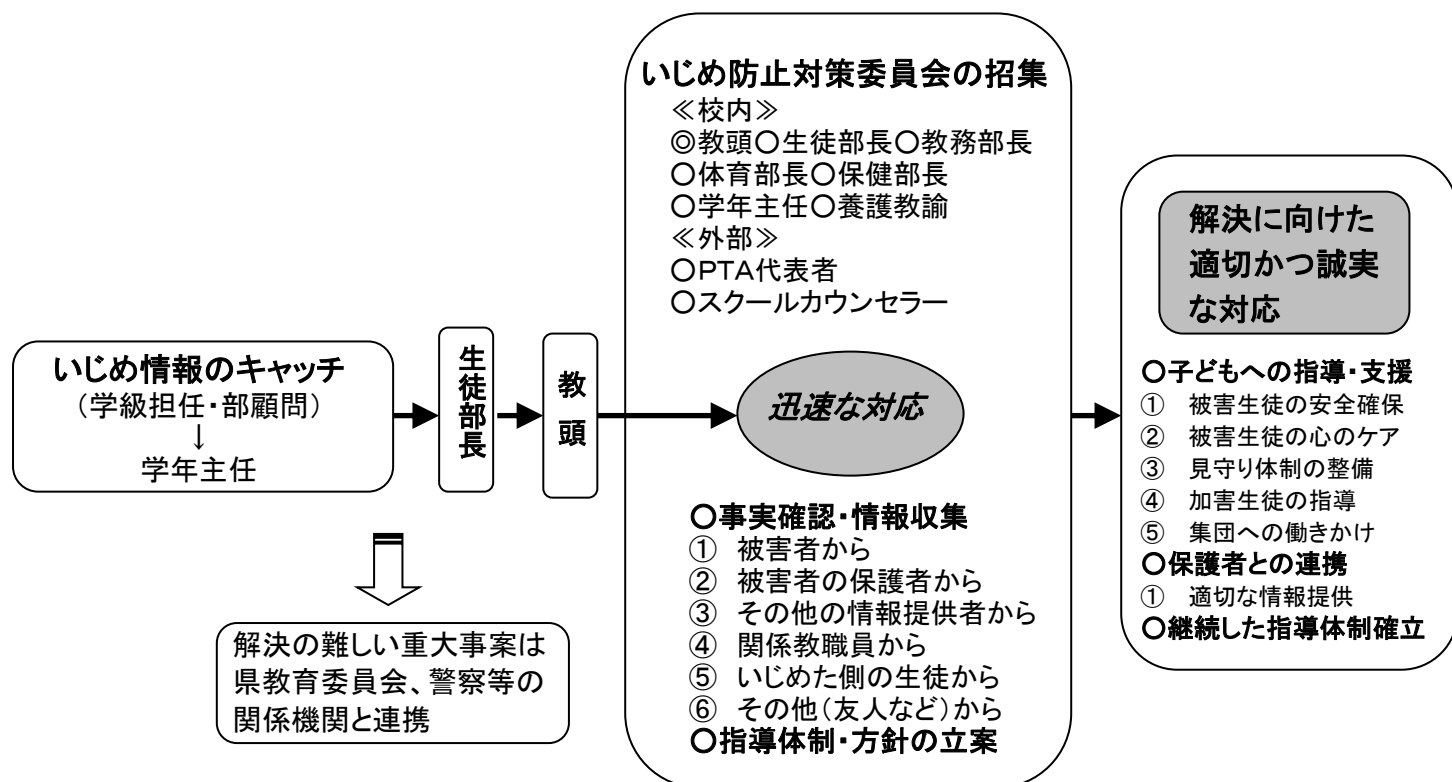 いじめ情報のキャッチ
（学級担任・部顧問）
↓
学年主任
生徒部長
教頭
解決の難しい重大事案は
県教育委員会、警察等の
関係機関と連携
いじめ防止対策委員会の招集
≪校内≫
◎教頭〇生徒部長〇教務部長
〇体育部長〇保健部長
〇学年主任〇養護教諭
≪外部≫
〇ＰＴＡ代表者
〇スクールカウンセラー
迅速な対応
〇事実確認・情報収集
① 被害者から
② 被害者の保護者から
③ その他の情報提供者から
④ 関係教職員から
⑤ いじめた側の生徒から
⑥ その他（友人など）から
〇指導体制・方針の立案
解決に向けた
適切かつ誠実
な対応
〇子どもへの指導・支援
① 被害生徒の安全確保
② 被害生徒の心のケア
③ 見守り体制の整備
④ 加害生徒の指導
⑤ 集団への働きかけ
〇保護者との連携
① 適切な情報提供
〇継続した指導体制確立